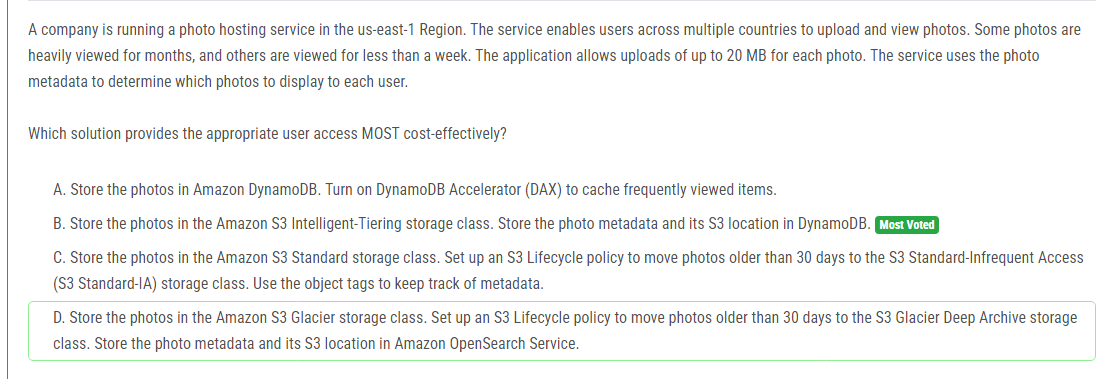 A company is running a photo hosting service in the us-east-1 Region. The service enables users across multiple countries to upload and view photos. Some photos are
heavily viewed for months, and others are viewed for less than a week. The application allows uploads of up to 20 MB for each photo. The service uses the photo
metadata to determine which photos to display to each user.
Which solution provides the appropriate user access MOST cost-effectively?
A. Store the photos in Amazon DynamoDB. Turn on DynamoDB Accelerator (DAX) to cache frequently viewed items.
B. Store the photos in the Amazon S3 Intelligent-Tiering storage class. Store the photo metadata and its S3 location in DynamoDB. Most Voted
C. Store the photos in the Amazon S3 Standard storage class. Set up an S3 Lifecycle policy to move photos older than 30 days to the S3 Standard-Infrequent Access
(S3 Standard-IA) storage class. Use the object tags to keep track of metadata.
D. Store the photos in the Amazon S3 Glacier storage class. Set up an S3 Lifecycle policy to move photos older than 30 days to the S3 Glacier Deep Archive storage
class. Store the photo metadata and its S3 location in Amazon OpenSearch Service.